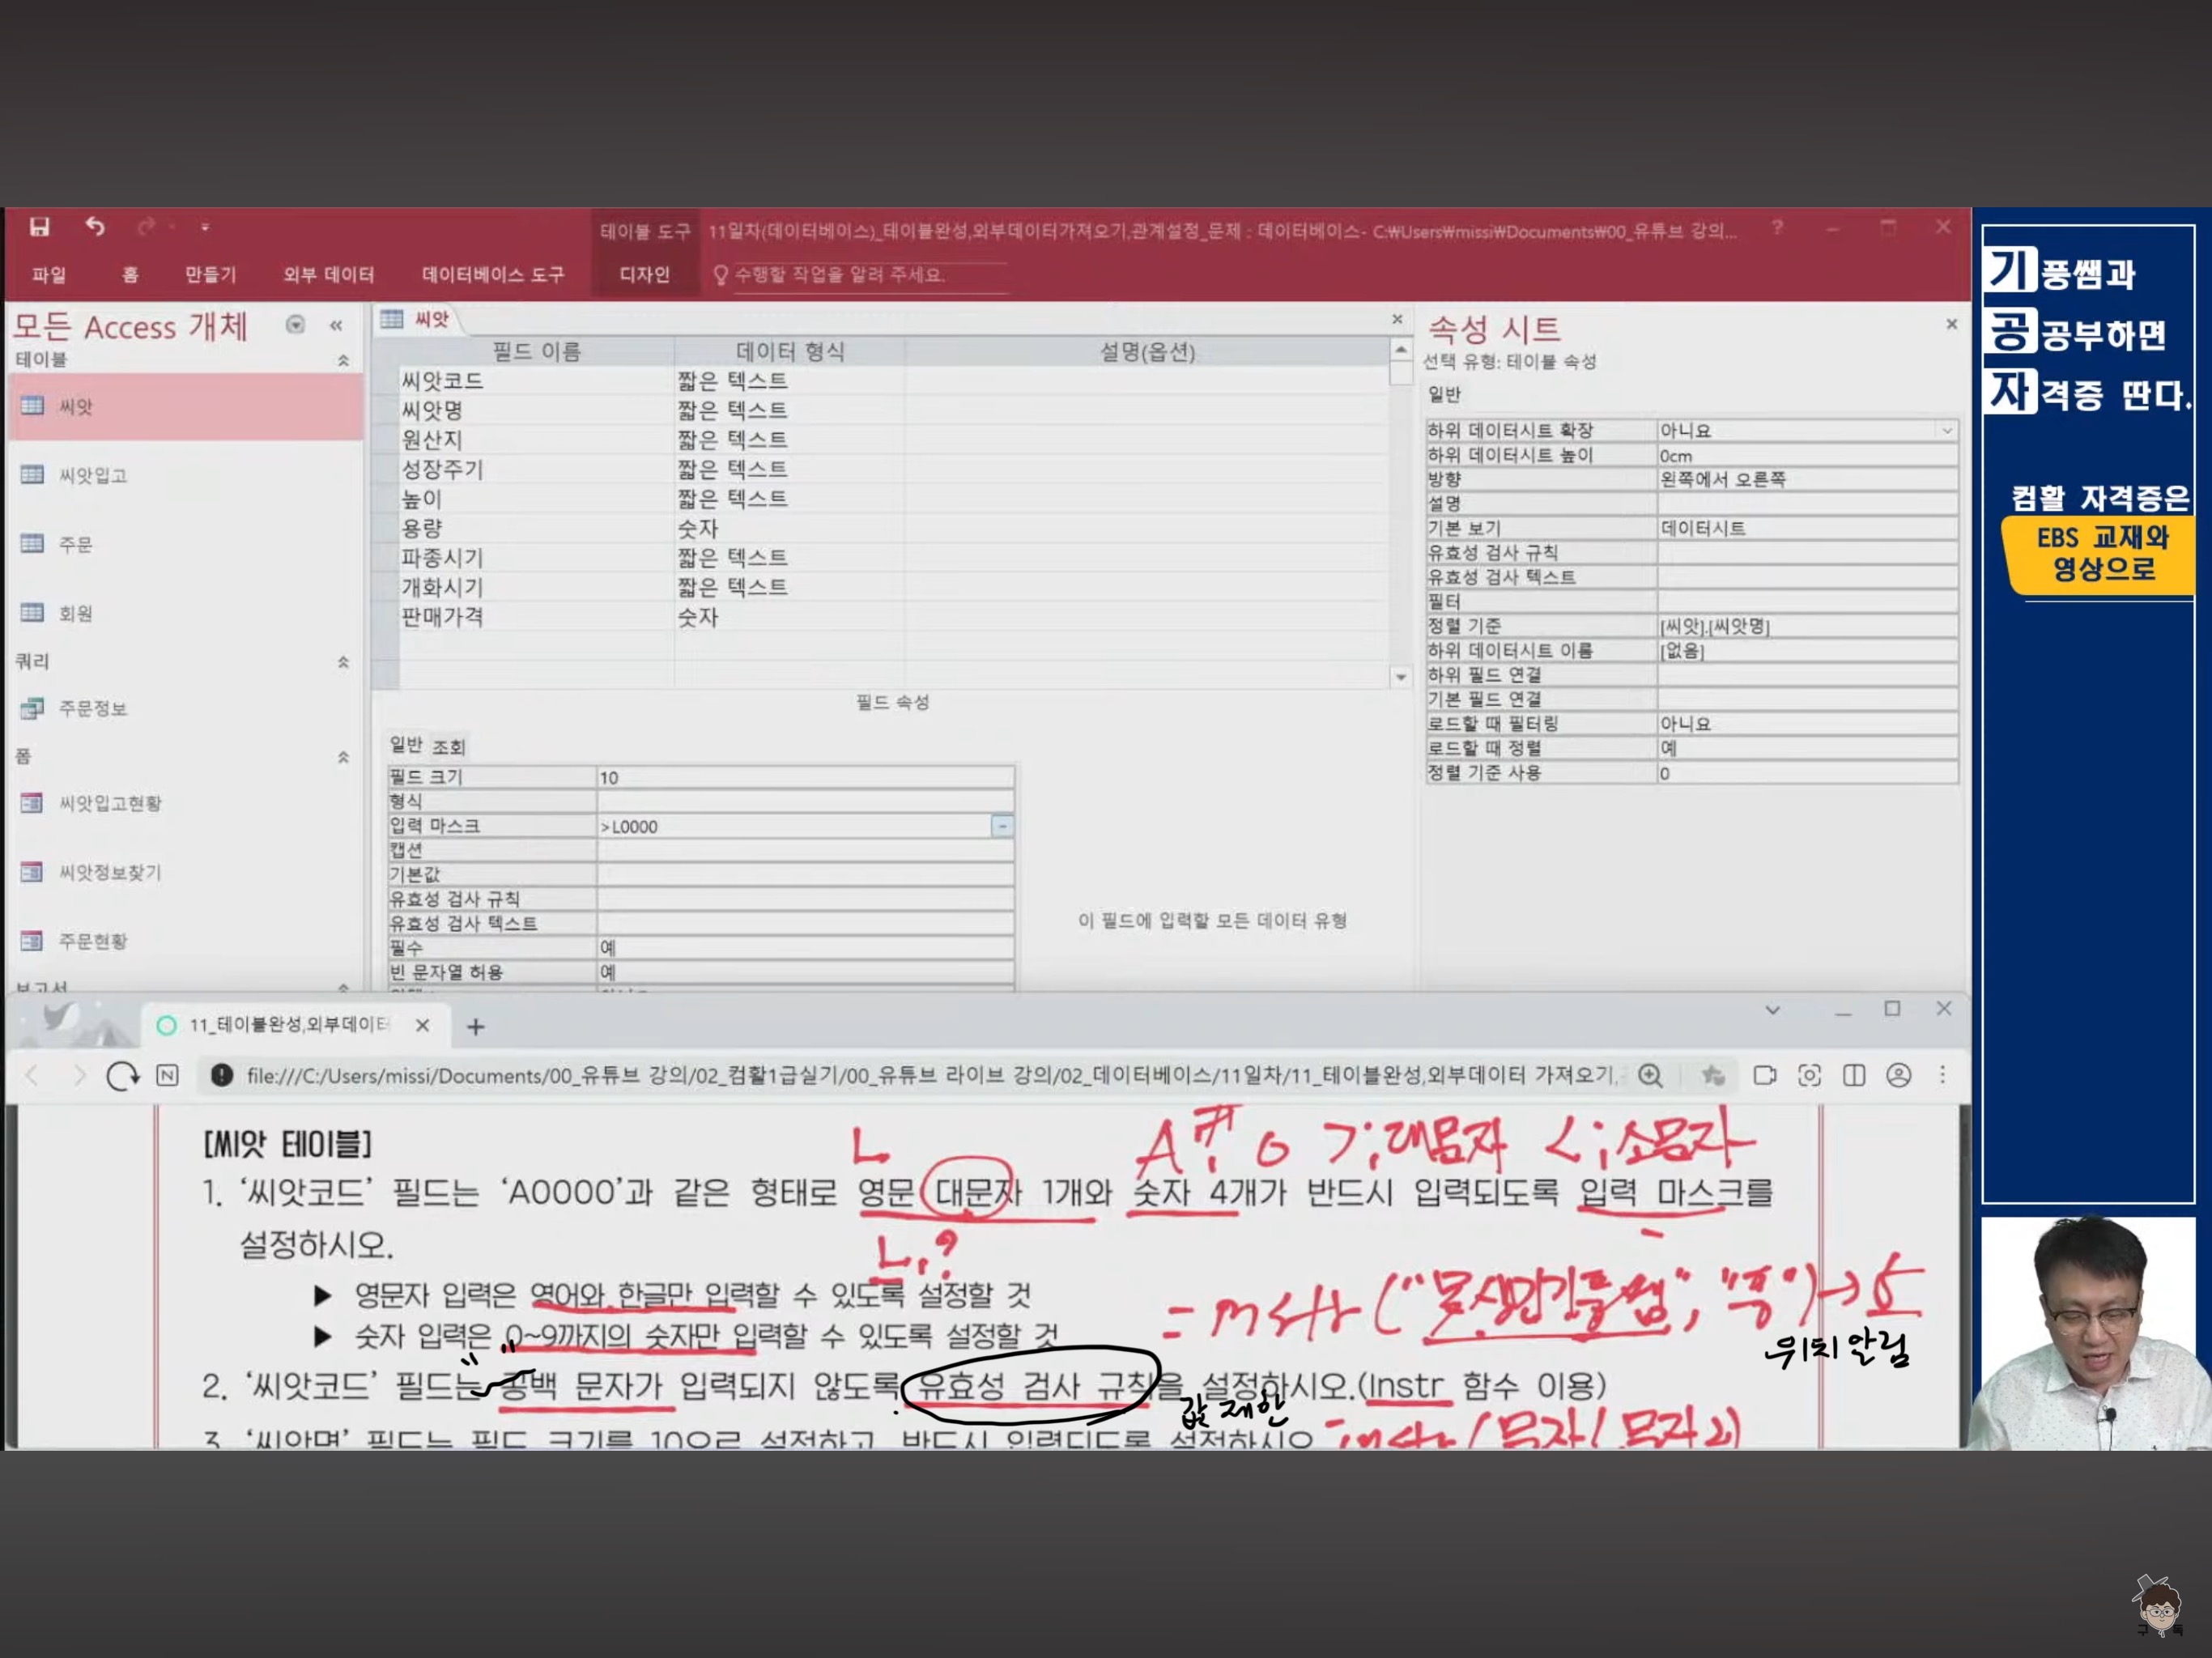 테이블 도구
11일차(데이터베이스)_테이블완성,외부데이터가져오기,관계설정_문제 : 데이터베이스- C:₩Users₩missi₩Documents₩00_유튜브 강의...
파일 홈 만들기 외부 데이터 데이터베이스 도구 디자인 수행할 작업을 알려 주세요.
모든 Access 개체
테이블
씨앗
씨앗입고
주문
회원
쿼리
주문정보
폼
씨앗입고현황
씨앗정보찾기
주문현황
보고서
씨앗
필드 이름 데이터 형식 설명(옵션)
씨앗코드 짧은 텍스트
씨앗명 짧은 텍스트
원산지 짧은 텍스트
성장주기 짧은 텍스트
높이 짧은 텍스트
용량 숫자
파종시기 짧은 텍스트
개화시기 짧은 텍스트
판매가격 숫자
필드 속성
일반 조회
필드 크기 10
형식
입력 마스크 >L0000
캡션
기본값
유효성 검사 규칙
유효성 검사 텍스트
필수 예
빈 문자열 허용 예
이 필드에 입력할 모든 데이터 유형
속성 시트
선택 유형: 테이블 속성
일반
하위 데이터시트 확장 아니요
하위 데이터시트 높이 0cm
방향 왼쪽에서 오른쪽
설명
기본 보기 데이터시트
유효성 검사 규칙
유효성 검사 텍스트
필터
정렬 기준 [씨앗].[씨앗명]
하위 데이터시트 이름 [없음]
하위 필드 연결
기본 필드 연결
로드할 때 필터링 아니요
로드할 때 정렬 예
정렬 기준 사용 0
기풍쌤과
공공부하면
자격증 딴다.
컴활 자격증은
EBS 교재와
영상으로
11_테이블완성,외부데이터
file:///C:/Users/missi/Documents/00_유튜브 강의/02_컴활1급실기/00_유튜브 라이브 강의/02_데이터베이스/11일차/11_테이블완성,외부데이터 가져오기,
[씨앗 테이블]
L
A # 0 >;대문자 <;소문자
1. ‘씨앗코드’ 필드는 ‘A0000’과 같은 형태로 영문 대문자 1개와 숫자 4개가 반드시 입력되도록 입력 마스크를
설정하시오.
L, ?
▶ 영문자 입력은 영어와 한글만 입력할 수 있도록 설정할 것
= instr ("못생긴기풍쌤", "풍") → 5
▶ 숫자 입력은 0~9까지의 숫자만 입력할 수 있도록 설정할 것
위치 알림
" "
2. ‘씨앗코드’ 필드는 공백 문자가 입력되지 않도록 유효성 검사 규칙을 설정하시오.(Instr 함수 이용)
값 제한
3. ‘씨앗명’ 필드는 필드 크기를 10으로 설정하고, 반드시 입력되도록 설정하시오.
instr (문자1, 문자2)
구 독